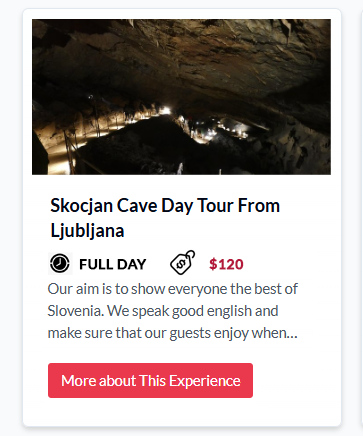 Skocjan Cave Day Tour From
Ljubljana
FULL DAY $120
Our aim is to show everyone the best of
Slovenia. We speak good english and
make sure that our guests enjoy when...
More about This Experience